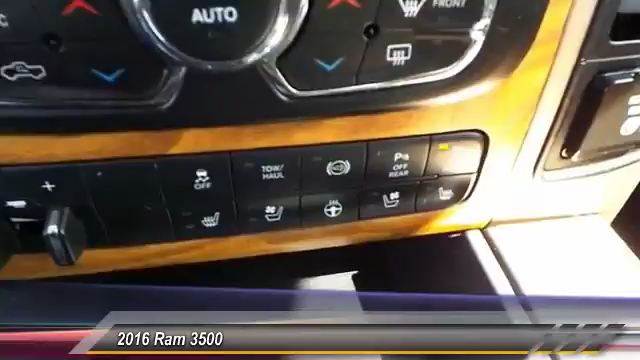 AUTO
FRONT
C
OFF
TOW/
HAUL
P
OFF
REAR
+
2016 Ram 3500